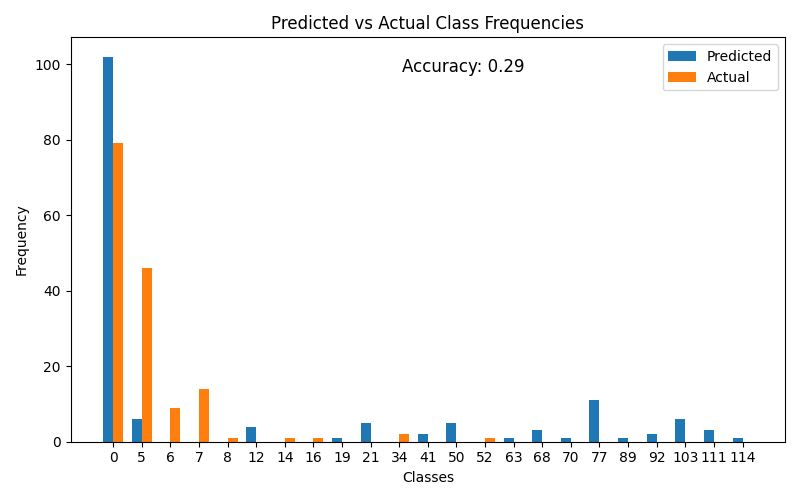 Predicted vs Actual Class Frequencies
Accuracy: 0.29
Predicted
Actual
Frequency
100
80
60
40
20
0
0 5 6 7 8 12 14 16 19 21 34 41 50 52 63 68 70 77 89 92 103 111 114
Classes